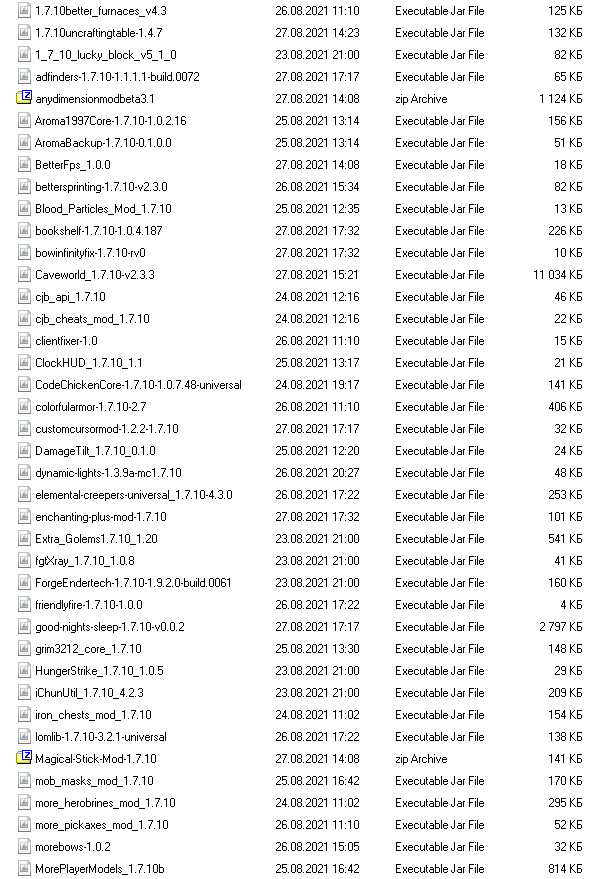 1.7.10better_furnaces_v4.3 26.08.2021 11:10 Executable Jar File 125 КБ
1.7.10uncraftingtable-1.4.7 27.08.2021 14:23 Executable Jar File 132 КБ
1_7_10_lucky_block_v5_1_0 23.08.2021 21:00 Executable Jar File 82 КБ
adfinders-1.7.10-1.1.1.1-build.0072 27.08.2021 17:17 Executable Jar File 65 КБ
anydimensionmodbeta3.1 27.08.2021 14:08 zip Archive 1 124 КБ
Aroma1997Core-1.7.10-1.0.2.16 25.08.2021 13:14 Executable Jar File 156 КБ
AromaBackup-1.7.10-0.1.0.0 25.08.2021 13:14 Executable Jar File 51 КБ
BetterFps_1.0.0 27.08.2021 14:08 Executable Jar File 18 КБ
bettersprinting-1.7.10-v2.3.0 26.08.2021 15:34 Executable Jar File 82 КБ
Blood_Particles_Mod_1.7.10 25.08.2021 12:35 Executable Jar File 13 КБ
bookshelf-1.7.10-1.0.4.187 27.08.2021 17:32 Executable Jar File 226 КБ
bowinfinityfix-1.7.10-rv0 27.08.2021 17:32 Executable Jar File 10 КБ
Caveworld_1.7.10-v2.3.3 27.08.2021 15:21 Executable Jar File 11 034 КБ
cjb_api_1.7.10 24.08.2021 12:16 Executable Jar File 46 КБ
cjb_cheats_mod_1.7.10 24.08.2021 12:16 Executable Jar File 22 КБ
clientfixer-1.0 26.08.2021 11:10 Executable Jar File 15 КБ
ClockHUD_1.7.10_1.1 25.08.2021 13:17 Executable Jar File 21 КБ
CodeChickenCore-1.7.10-1.0.7.48-universal 24.08.2021 19:17 Executable Jar File 141 КБ
colorfularmor-1.7.10-2.7 26.08.2021 11:10 Executable Jar File 406 КБ
customcursormod-1.2.2-1.7.10 27.08.2021 17:17 Executable Jar File 32 КБ
DamageTilt_1.7.10_0.1.0 25.08.2021 12:20 Executable Jar File 24 КБ
dynamic-lights-1.3.9a-mc1.7.10 26.08.2021 20:27 Executable Jar File 48 КБ
elemental-creepers-universal_1.7.10-4.3.0 26.08.2021 17:22 Executable Jar File 253 КБ
enchanting-plus-mod-1.7.10 27.08.2021 17:32 Executable Jar File 101 КБ
Extra_Golems1.7.10_1.20 23.08.2021 21:00 Executable Jar File 541 КБ
fgtXray_1.7.10_1.0.8 23.08.2021 21:00 Executable Jar File 41 КБ
ForgeEndertech-1.7.10-1.9.2.0-build.0061 23.08.2021 21:00 Executable Jar File 160 КБ
friendlyfire-1.7.10-1.0.0 26.08.2021 17:22 Executable Jar File 4 КБ
good-nights-sleep-1.7.10-v0.0.2 27.08.2021 17:17 Executable Jar File 2 797 КБ
grim3212_core_1.7.10 25.08.2021 13:30 Executable Jar File 148 КБ
HungerStrike_1.7.10_1.0.5 23.08.2021 21:00 Executable Jar File 29 КБ
iChunUtil_1.7.10_4.2.3 23.08.2021 21:00 Executable Jar File 209 КБ
iron_chests_mod_1.7.10 24.08.2021 11:02 Executable Jar File 154 КБ
lomlib-1.7.10-3.2.1-universal 26.08.2021 17:22 Executable Jar File 138 КБ
Magical-Stick-Mod-1.7.10 27.08.2021 14:08 zip Archive 141 КБ
mob_masks_mod_1.7.10 25.08.2021 16:42 Executable Jar File 170 КБ
more_herobrines_mod_1.7.10 24.08.2021 11:02 Executable Jar File 295 КБ
more_pickaxes_mod_1.7.10 26.08.2021 11:10 Executable Jar File 52 КБ
morebows-1.0.2 26.08.2021 15:05 Executable Jar File 32 КБ
MorePlayerModels_1.7.10b 25.08.2021 16:42 Executable Jar File 814 КБ